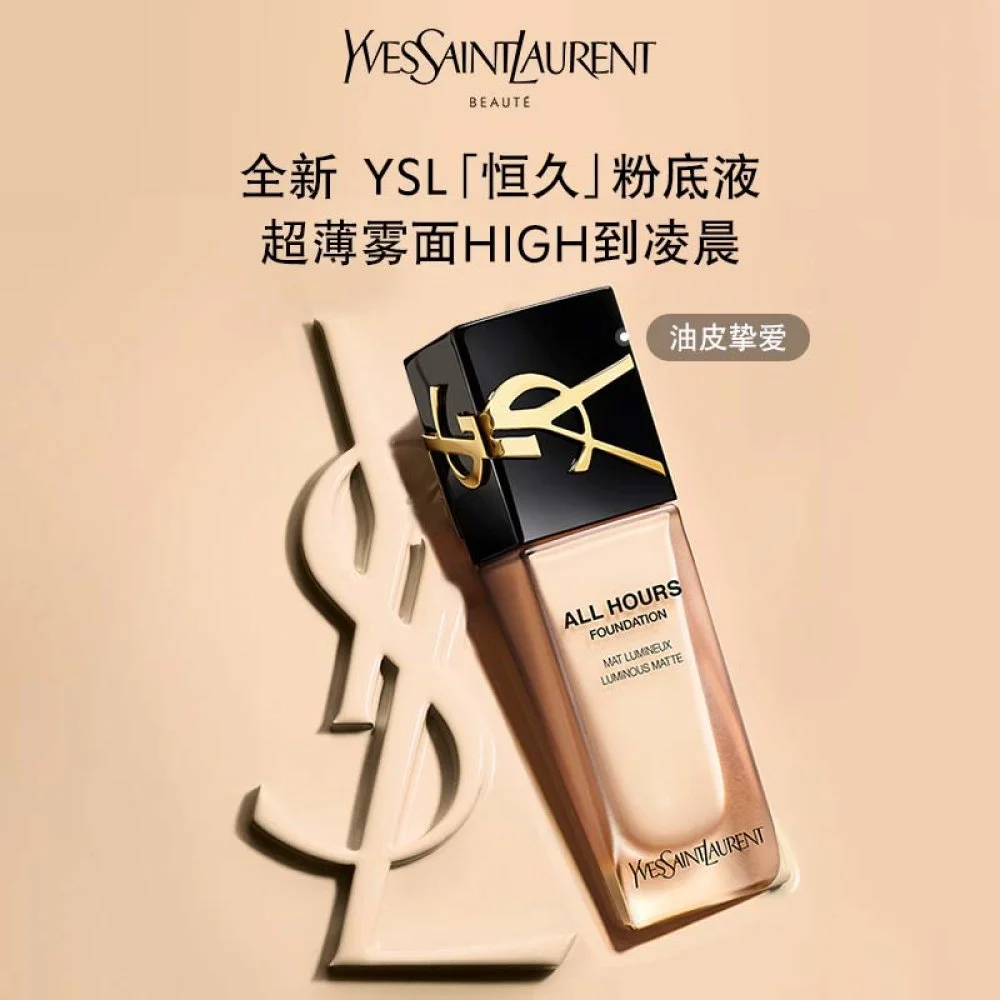 YVESSAINTLAURENT
BEAUTÉ
全新 YSL「恒久」粉底液
超薄雾面HIGH到凌晨
油皮挚爱
YSL
ALL HOURS
FOUNDATION
MAT LUMINEUX
LUMINOUS MATTE
YVESSAINTLAURENT